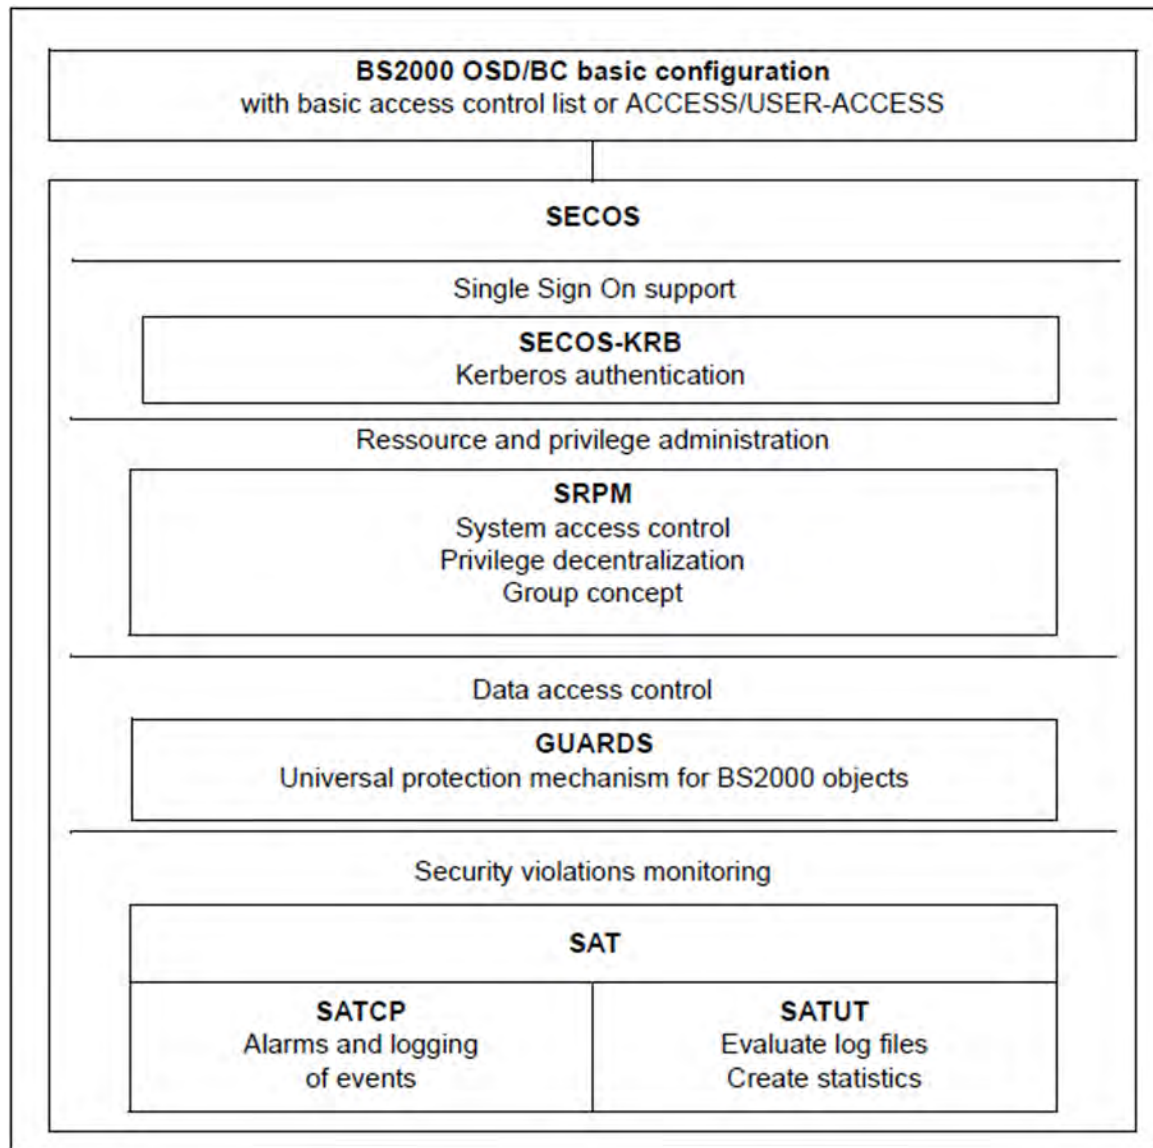 BS2000 OSD/BC basic configuration
with basic access control list or ACCESS/USER-ACCESS
SECOS
Single Sign On support
SECOS-KRB
Kerberos authentication
Ressource and privilege administration
SRPM
System access control
Privilege decentralization
Group concept
Data access control
GUARDS
Universal protection mechanism for BS2000 objects
Security violations monitoring
SAT
SATCP
Alarms and logging
of events
SATUT
Evaluate log files
Create statistics